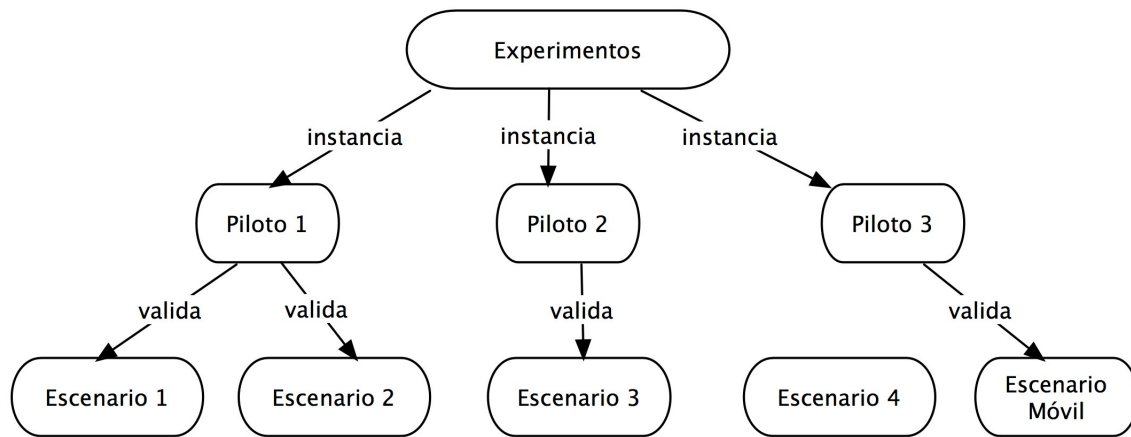 Experimentos
instancia
instancia
instancia
Piloto 1
Piloto 2
Piloto 3
valida
valida
valida
valida
Escenario 1
Escenario 2
Escenario 3
Escenario 4
Escenario
Móvil